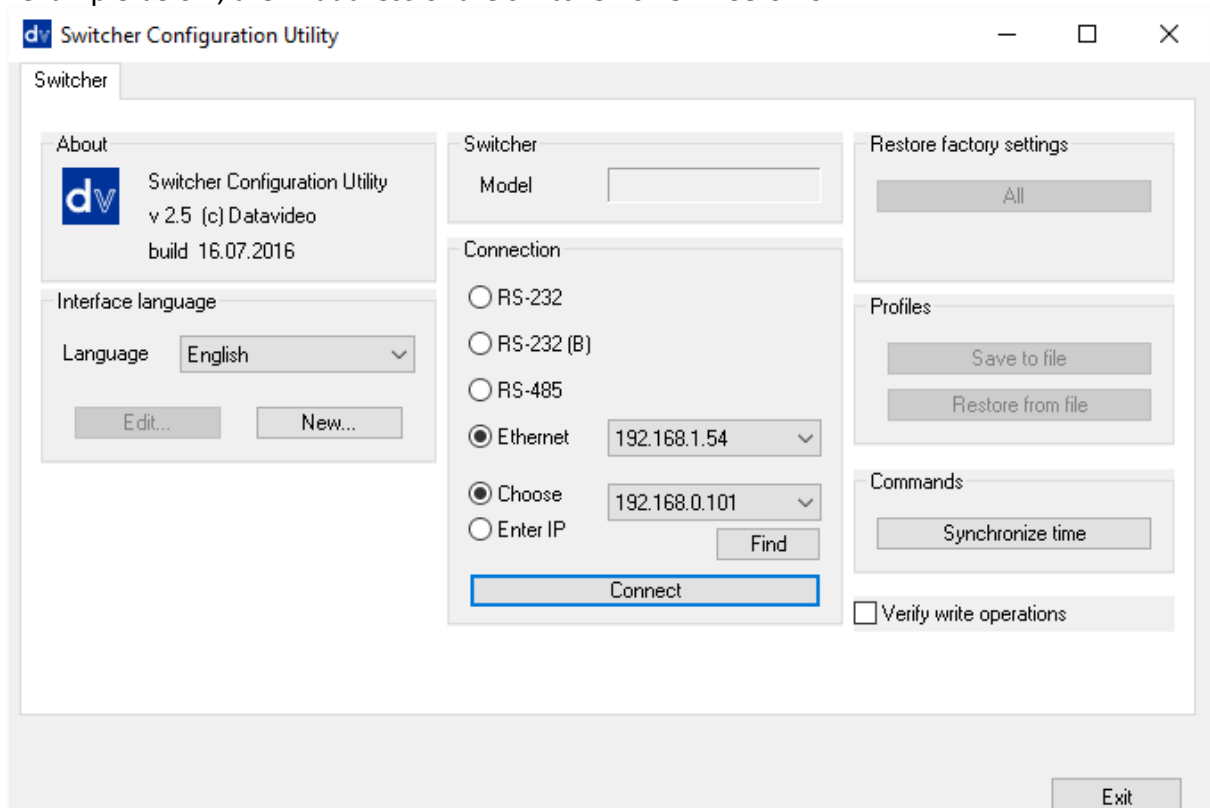 Switcher Configuration Utility
Switcher
About
dv
Switcher Configuration Utility
v 2.5 (c) Datavideo
build 16.07.2016
Interface language
Language English
Edit... New...
Switcher
Model
Connection
RS-232
RS-232 (B)
RS-485
Ethernet 192.168.1.54
Choose 192.168.0.101
Enter IP
Find
Connect
Restore factory settings
All
Profiles
Save to file
Restore from file
Commands
Synchronize time
Verify write operations
Exit